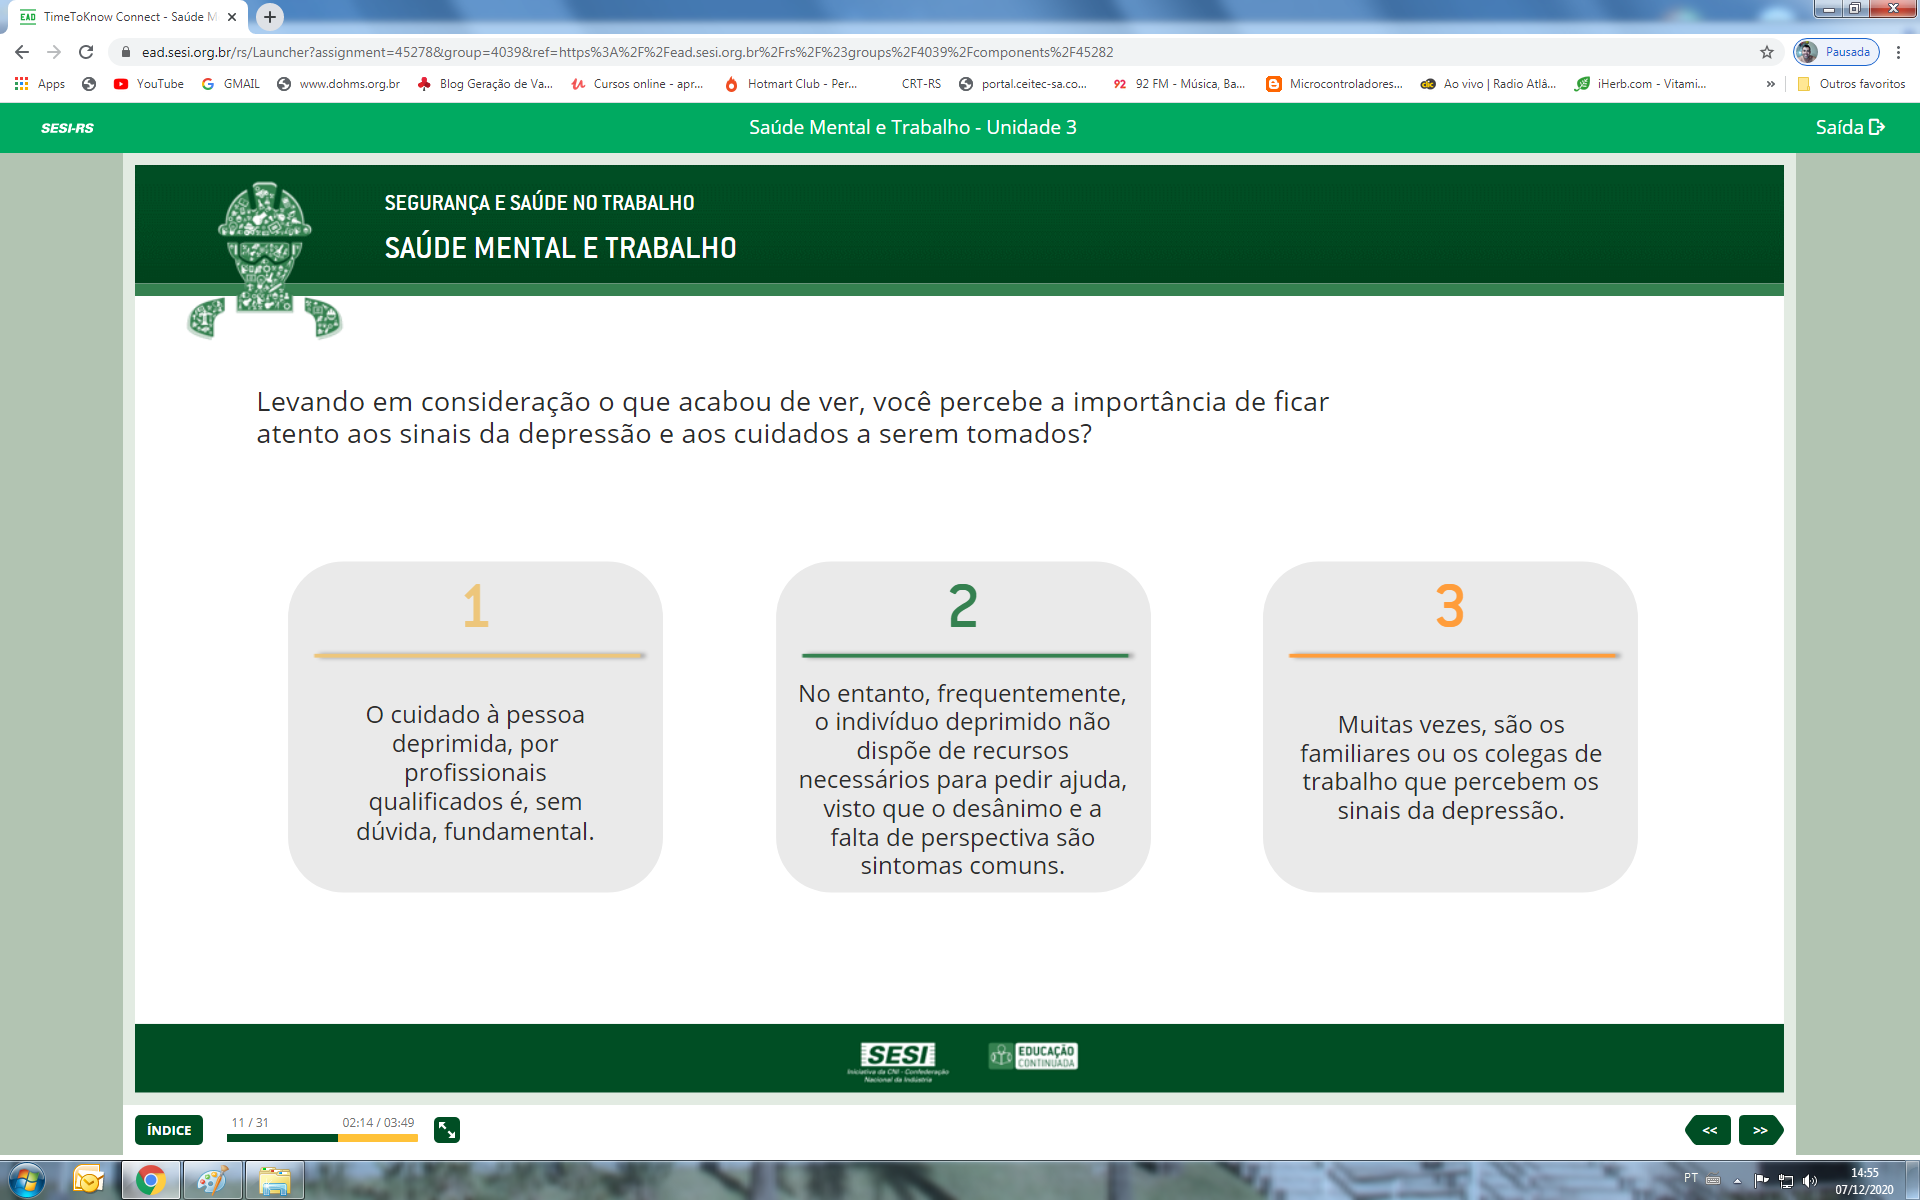 TimeToKnow Connect - Saúde M
ead.sesi.org.br/rs/Launcher?assignment=45278&group=4039&ref=https%3A%2F%2Fead.sesi.org.br%2Frs%2F%23groups%2F4039%2Fcomponents%2F45282
Pausada
Apps
YouTube
GMAIL
www.dohms.org.br
Blog Geração de Va...
Cursos online - apr...
Hotmart Club - Per...
CRT-RS
portal.ceitec-sa.co...
92 92 FM - Música, Ba...
Microcontroladores...
Ao vivo | Radio Atlâ...
iHerb.com - Vitami...
»
Outros favoritos
SESI-RS
Saúde Mental e Trabalho - Unidade 3
Saída
SEGURANÇA E SAÚDE NO TRABALHO
SAÚDE MENTAL E TRABALHO
Levando em consideração o que acabou de ver, você percebe a importância de ficar
atento aos sinais da depressão e aos cuidados a serem tomados?
1
O cuidado à pessoa
deprimida, por
profissionais
qualificados é, sem
dúvida, fundamental.
2
No entanto, frequentemente,
o indivíduo deprimido não
dispõe de recursos
necessários para pedir ajuda,
visto que o desânimo e a
falta de perspectiva são
sintomas comuns.
3
Muitas vezes, são os
familiares ou os colegas de
trabalho que percebem os
sinais da depressão.
SESI
Iniciativa da CNI - Confederação
Nacional da Indústria
EDUCAÇÃO
CONTINUADA
ÍNDICE
11 / 31
02:14 / 03:49
<<
>>
PT
14:55
07/12/2020